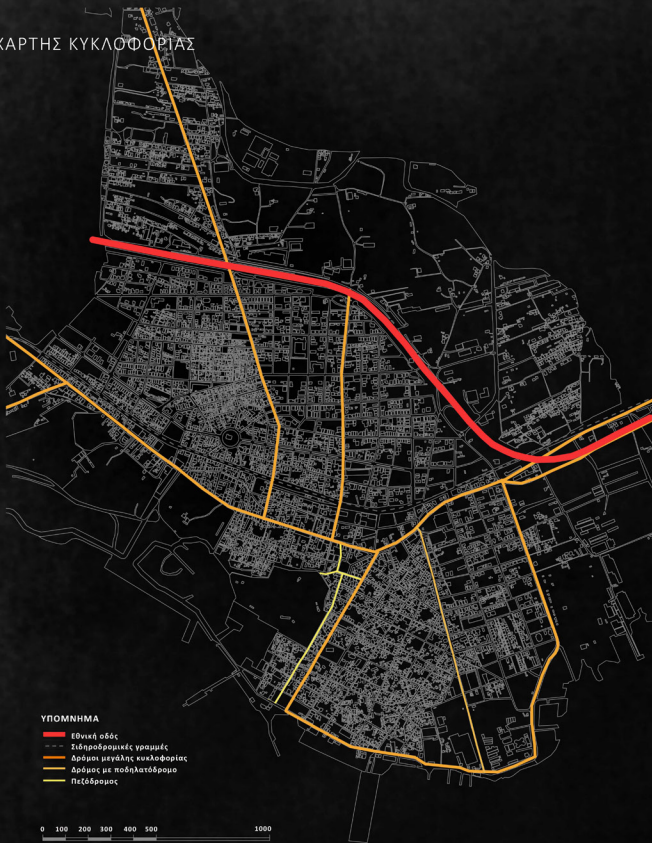 ΧΑΡΤΗΣ ΚΥΚΛΟΦΟΡΙΑΣ
ΥΠΟΜΝΗΜΑ
Εθνική οδός
Σιδηροδρομικές γραμμές
Δρόμοι μεγάλης κυκλοφορίας
Δρόμος με ποδηλατόδρομο
Πεζόδρομος
0 100 200 300 400 500 1000